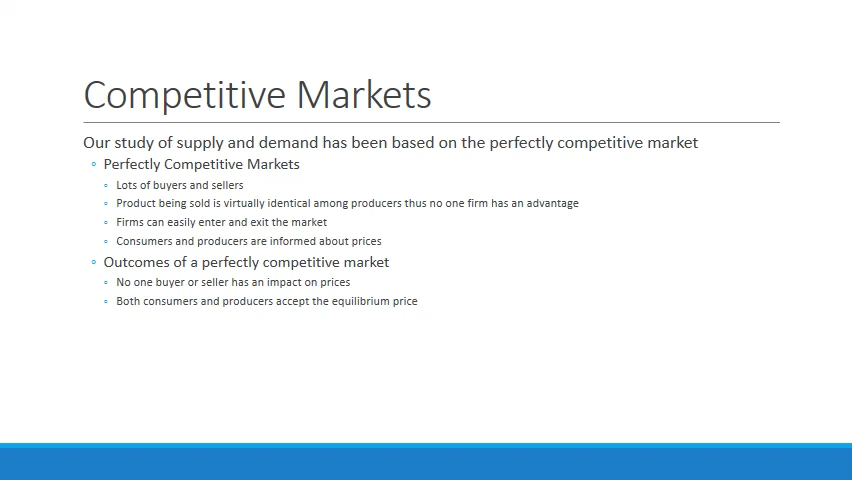 Competitive Markets
Our study of supply and demand has been based on the perfectly competitive market
◦ Perfectly Competitive Markets
◦ Lots of buyers and sellers
◦ Product being sold is virtually identical among producers thus no one firm has an advantage
◦ Firms can easily enter and exit the market
◦ Consumers and producers are informed about prices
◦ Outcomes of a perfectly competitive market
◦ No one buyer or seller has an impact on prices
◦ Both consumers and producers accept the equilibrium price